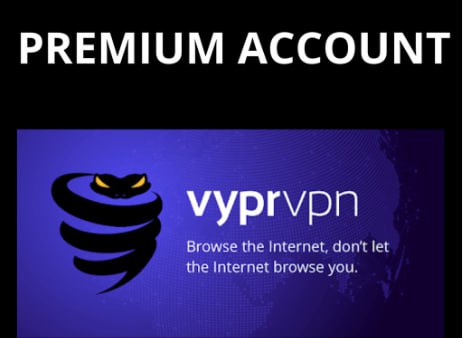 PREMIUM ACCOUNT
vyprvpn
Browse the Internet, don't let
the Internet browse you.